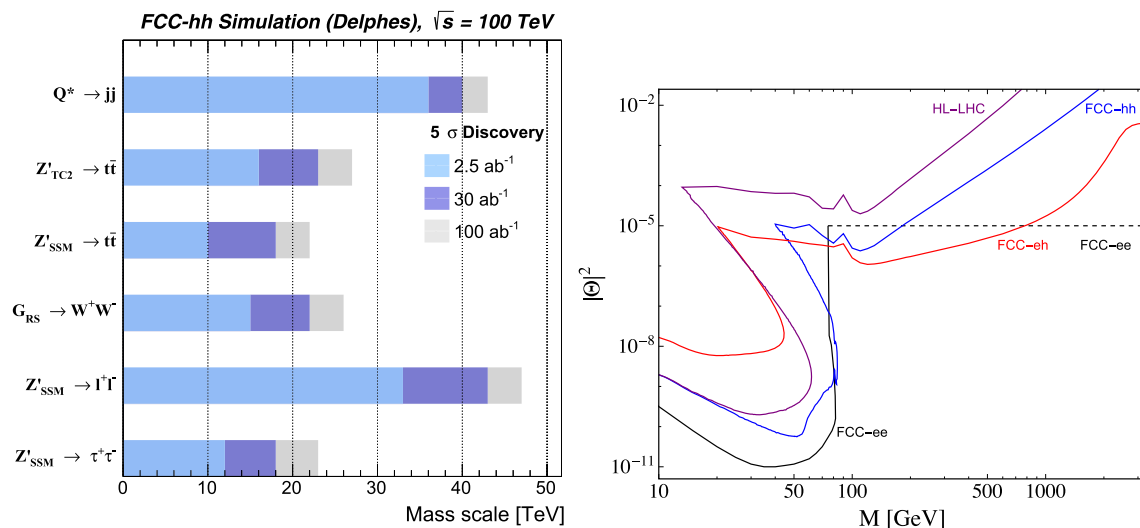 FCC-hh Simulation (Delphes), √s = 100 TeV
Q* → jj
Z'TC2 → tt̄
Z'SSM → tt̄
GRS → W⁺W⁻
Z'SSM → l⁺l⁻
Z'SSM → τ⁺τ⁻
5 σ Discovery
2.5 ab⁻¹
30 ab⁻¹
100 ab⁻¹
0 10 20 30 40 50
Mass scale [TeV]
10⁻²
10⁻⁵
10⁻⁸
10⁻¹¹
|Θ|²
HL-LHC
FCC-hh
FCC-eh
FCC-ee
FCC-ee
10 50 100 500 1000
M [GeV]